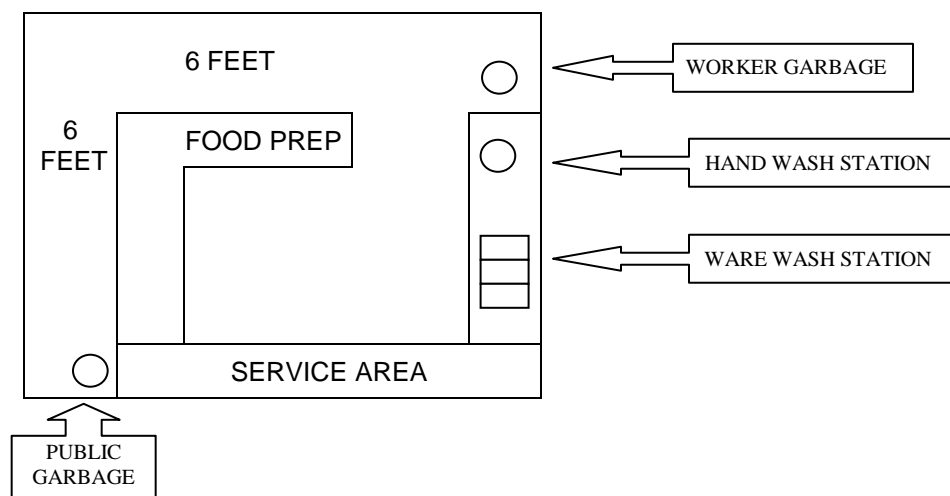 6 FEET
WORKER GARBAGE
6
FEET
FOOD PREP
HAND WASH STATION
WARE WASH STATION
SERVICE AREA
PUBLIC
GARBAGE